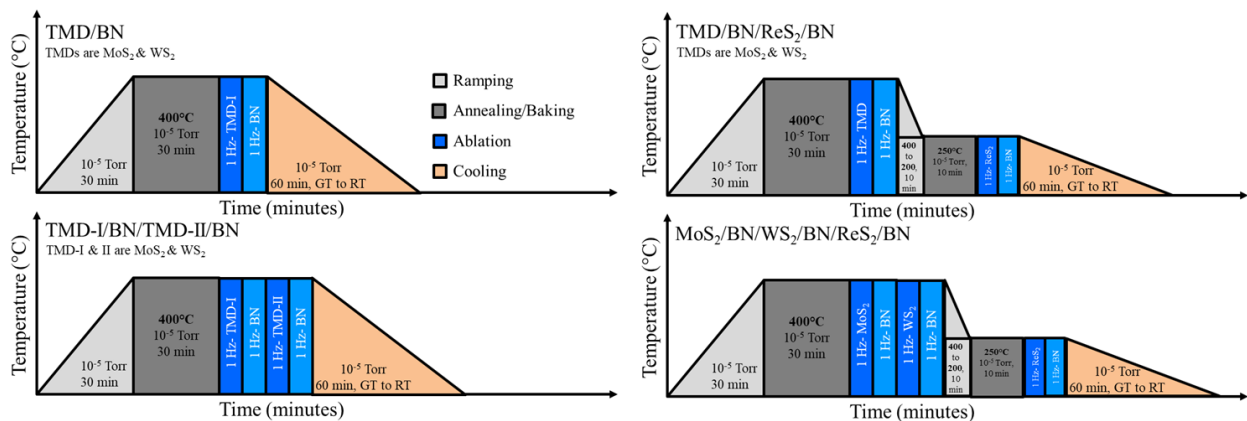 TMD/BN
TMDs are MoS₂ & WS₂
Temperature (°C)
10⁻⁵ Torr
30 min
400°C
10⁻⁵ Torr
30 min
1 Hz- TMD-I
1 Hz- BN
10⁻⁵ Torr
60 min, GT to RT
Time (minutes)
Ramping
Annealing/Baking
Ablation
Cooling
TMD/BN/ReS₂/BN
TMDs are MoS₂ & WS₂
Temperature (°C)
10⁻⁵ Torr
30 min
400°C
10⁻⁵ Torr
30 min
1 Hz- TMD
1 Hz- BN
400
to
200,
10
min
250°C
10⁻⁵ Torr,
10 min
1 Hz- ReS₂
1 Hz- BN
10⁻⁵ Torr
60 min, GT to RT
Time (minutes)
TMD-I/BN/TMD-II/BN
TMD-I & II are MoS₂ & WS₂
Temperature (°C)
10⁻⁵ Torr
30 min
400°C
10⁻⁵ Torr
30 min
1 Hz- TMD-I
1 Hz- BN
1 Hz- TMD-II
1 Hz- BN
10⁻⁵ Torr
60 min, GT to RT
Time (minutes)
MoS₂/BN/WS₂/BN/ReS₂/BN
Temperature (°C)
10⁻⁵ Torr
30 min
400°C
10⁻⁵ Torr
30 min
1 Hz- MoS₂
1 Hz- BN
1 Hz- WS₂
1 Hz- BN
400
to
200,
10
min
250°C
10⁻⁵ Torr,
10 min
1 Hz- ReS₂
1 Hz- BN
10⁻⁵ Torr
60 min, GT to RT
Time (minutes)